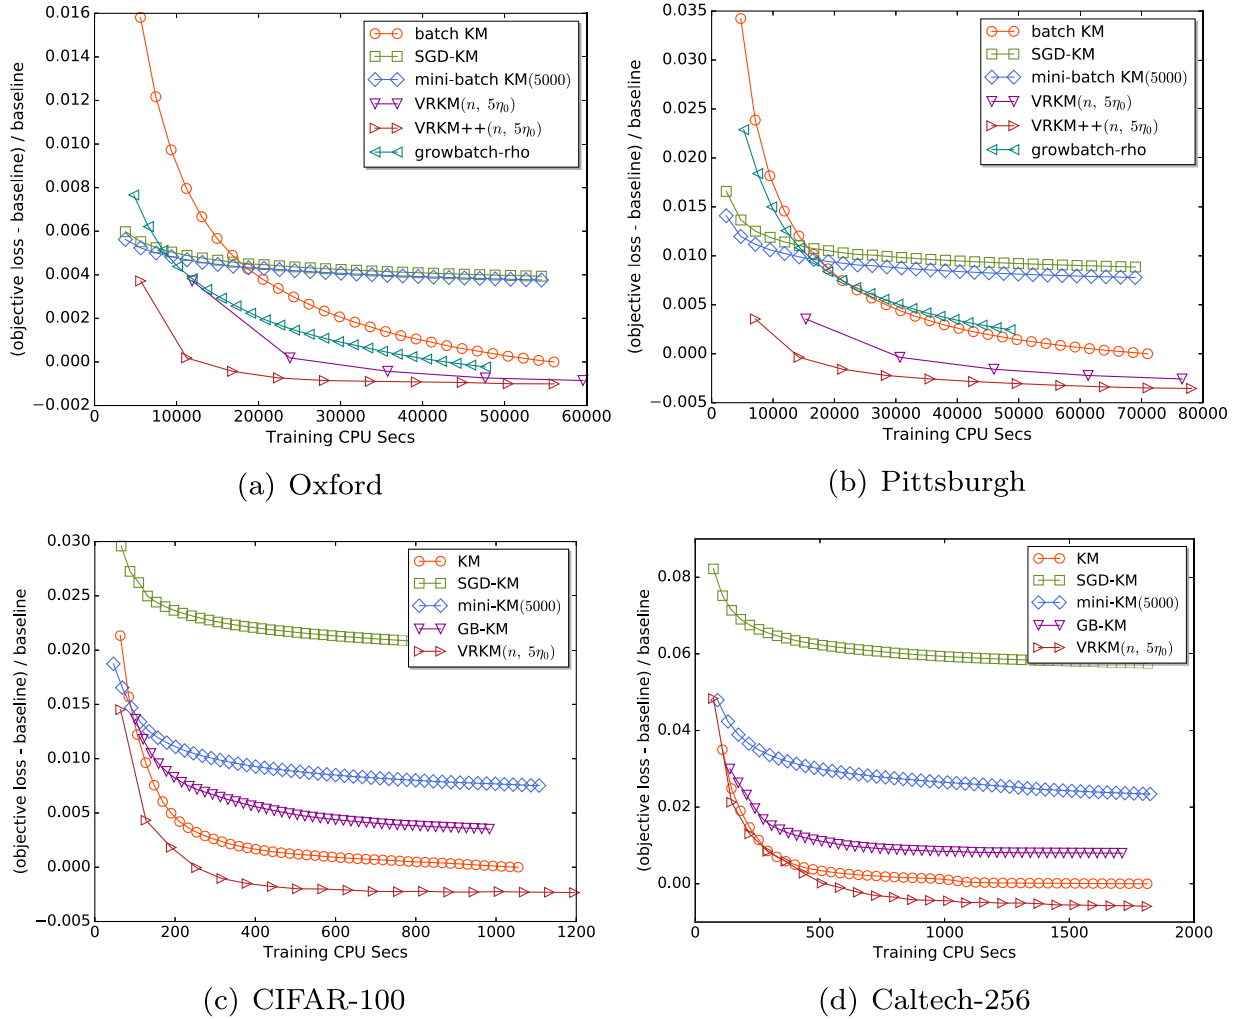 (objective loss - baseline) / baseline
0.016
0.014
0.012
0.010
0.008
0.006
0.004
0.002
0.000
−0.002
0 10000 20000 30000 40000 50000 60000
Training CPU Secs
batch KM
SGD-KM
mini-batch KM(5000)
VRKM(n, 5η₀)
VRKM++(n, 5η₀)
growbatch-rho
(a) Oxford
(objective loss - baseline) / baseline
0.035
0.030
0.025
0.020
0.015
0.010
0.005
0.000
−0.005
0 10000 20000 30000 40000 50000 60000 70000 80000
Training CPU Secs
batch KM
SGD-KM
mini-batch KM(5000)
VRKM(n, 5η₀)
VRKM++(n, 5η₀)
growbatch-rho
(b) Pittsburgh
(objective loss - baseline) / baseline
0.030
0.025
0.020
0.015
0.010
0.005
0.000
−0.005
0 200 400 600 800 1000 1200
Training CPU Secs
KM
SGD-KM
mini-KM(5000)
GB-KM
VRKM(n, 5η₀)
(c) CIFAR-100
(objective loss - baseline) / baseline
0.08
0.06
0.04
0.02
0.00
0 500 1000 1500 2000
Training CPU Secs
KM
SGD-KM
mini-KM(5000)
GB-KM
VRKM(n, 5η₀)
(d) Caltech-256